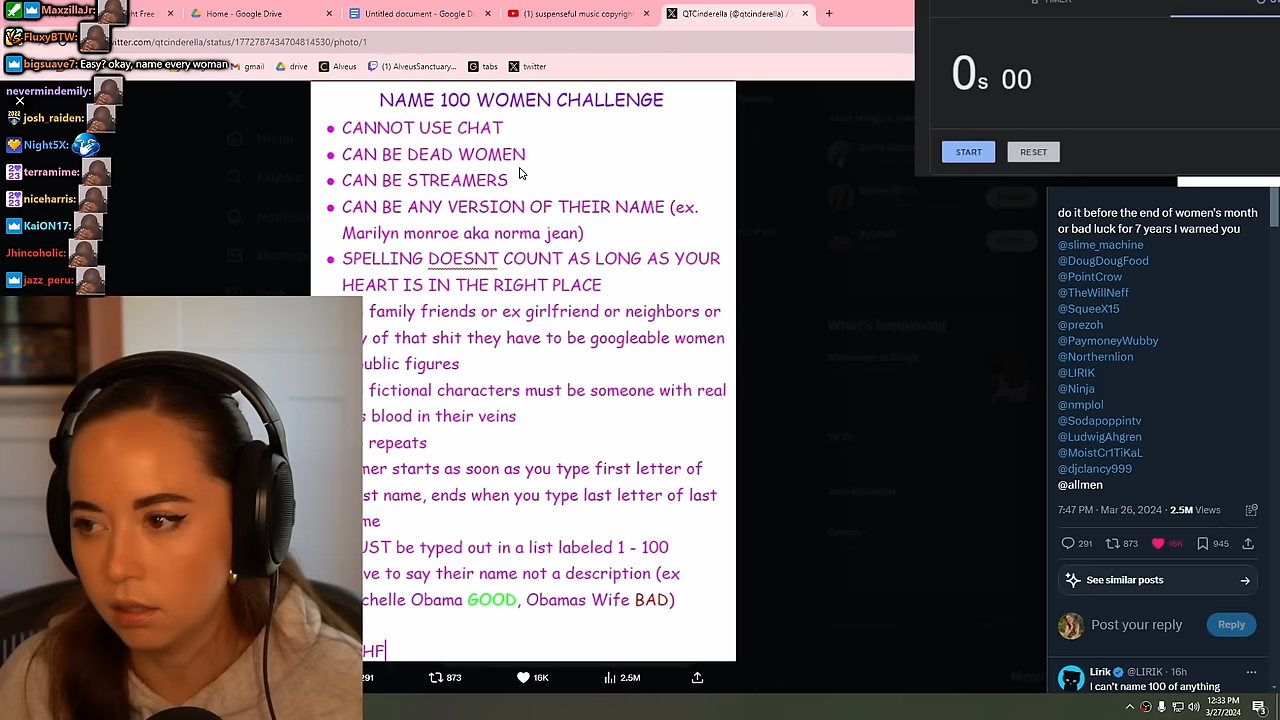 MaxzillaJr:
FluxyBTW:
bigsuave7: Easy? okay, name every woman
nevermindemily:
josh_raiden:
Night5X:
terramime:
niceharris:
KaiON17:
Jhincoholic:
jazz_peru:
Home - Google Drive
Untitled document
QTCinderella (@qtcinderella)
witter.com/qtcinderella/status/1772787434704814530/photo/1
gmail
drive
Alveus
(1) AlveusSanctuary...
tabs
twitter
NAME 100 WOMEN CHALLENGE
• CANNOT USE CHAT
• CAN BE DEAD WOMEN
• CAN BE STREAMERS
• CAN BE ANY VERSION OF THEIR NAME (ex.
Marilyn monroe aka norma jean)
• SPELLING DOESNT COUNT AS LONG AS YOUR
HEART IS IN THE RIGHT PLACE
family friends or ex girlfriend or neighbors or
y of that shit they have to be googleable women
ublic figures
fictional characters must be someone with real
s blood in their veins
repeats
mer starts as soon as you type first letter of
st name, ends when you type last letter of last
me
UST be typed out in a list labeled 1 - 100
ve to say their name not a description (ex
chelle Obama GOOD, Obamas Wife BAD)
HF
291
873
16K
2.5M
0s 00
START
RESET
do it before the end of women's month
or bad luck for 7 years I warned you
@slime_machine
@DougDougFood
@PointCrow
@TheWillNeff
@SqueeX15
@prezoh
@PaymoneyWubby
@Northernlion
@LIRIK
@Ninja
@nmplol
@Sodapoppintv
@LudwigAhgren
@MoistCr1TiKaL
@djclancy999
@allmen
7:47 PM · Mar 26, 2024 · 2.5M Views
291
873
16K
945
See similar posts
Post your reply
Reply
Lirik @LIRIK · 16h
I can't name 100 of anything
12:33 PM
3/27/2024